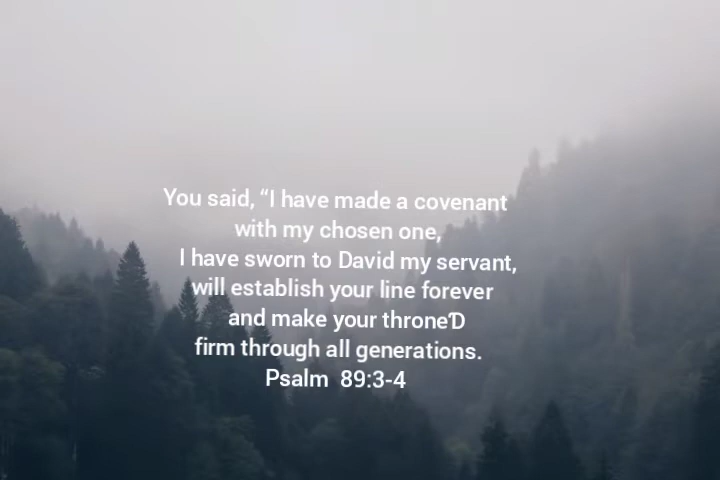 You said, “I have made a covenant
with my chosen one,
I have sworn to David my servant,
will establish your line forever
and make your throneƊ
firm through all generations.
Psalm 89:3-4